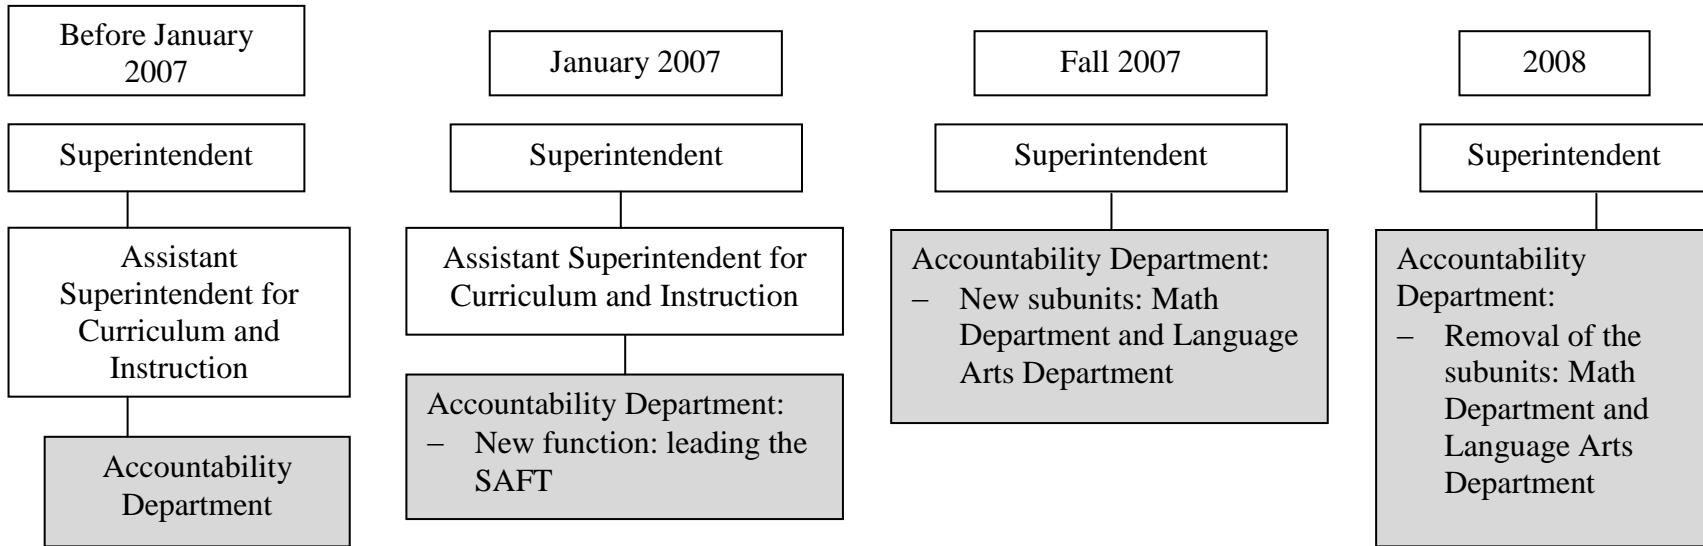 Before January
2007
Superintendent
Assistant
Superintendent for
Curriculum and
Instruction
Accountability
Department
January 2007
Superintendent
Assistant Superintendent for
Curriculum and Instruction
Accountability Department:
– New function: leading the
SAFT
Fall 2007
Superintendent
Accountability Department:
– New subunits: Math
Department and Language
Arts Department
2008
Superintendent
Accountability
Department:
– Removal of the
subunits: Math
Department and
Language Arts
Department